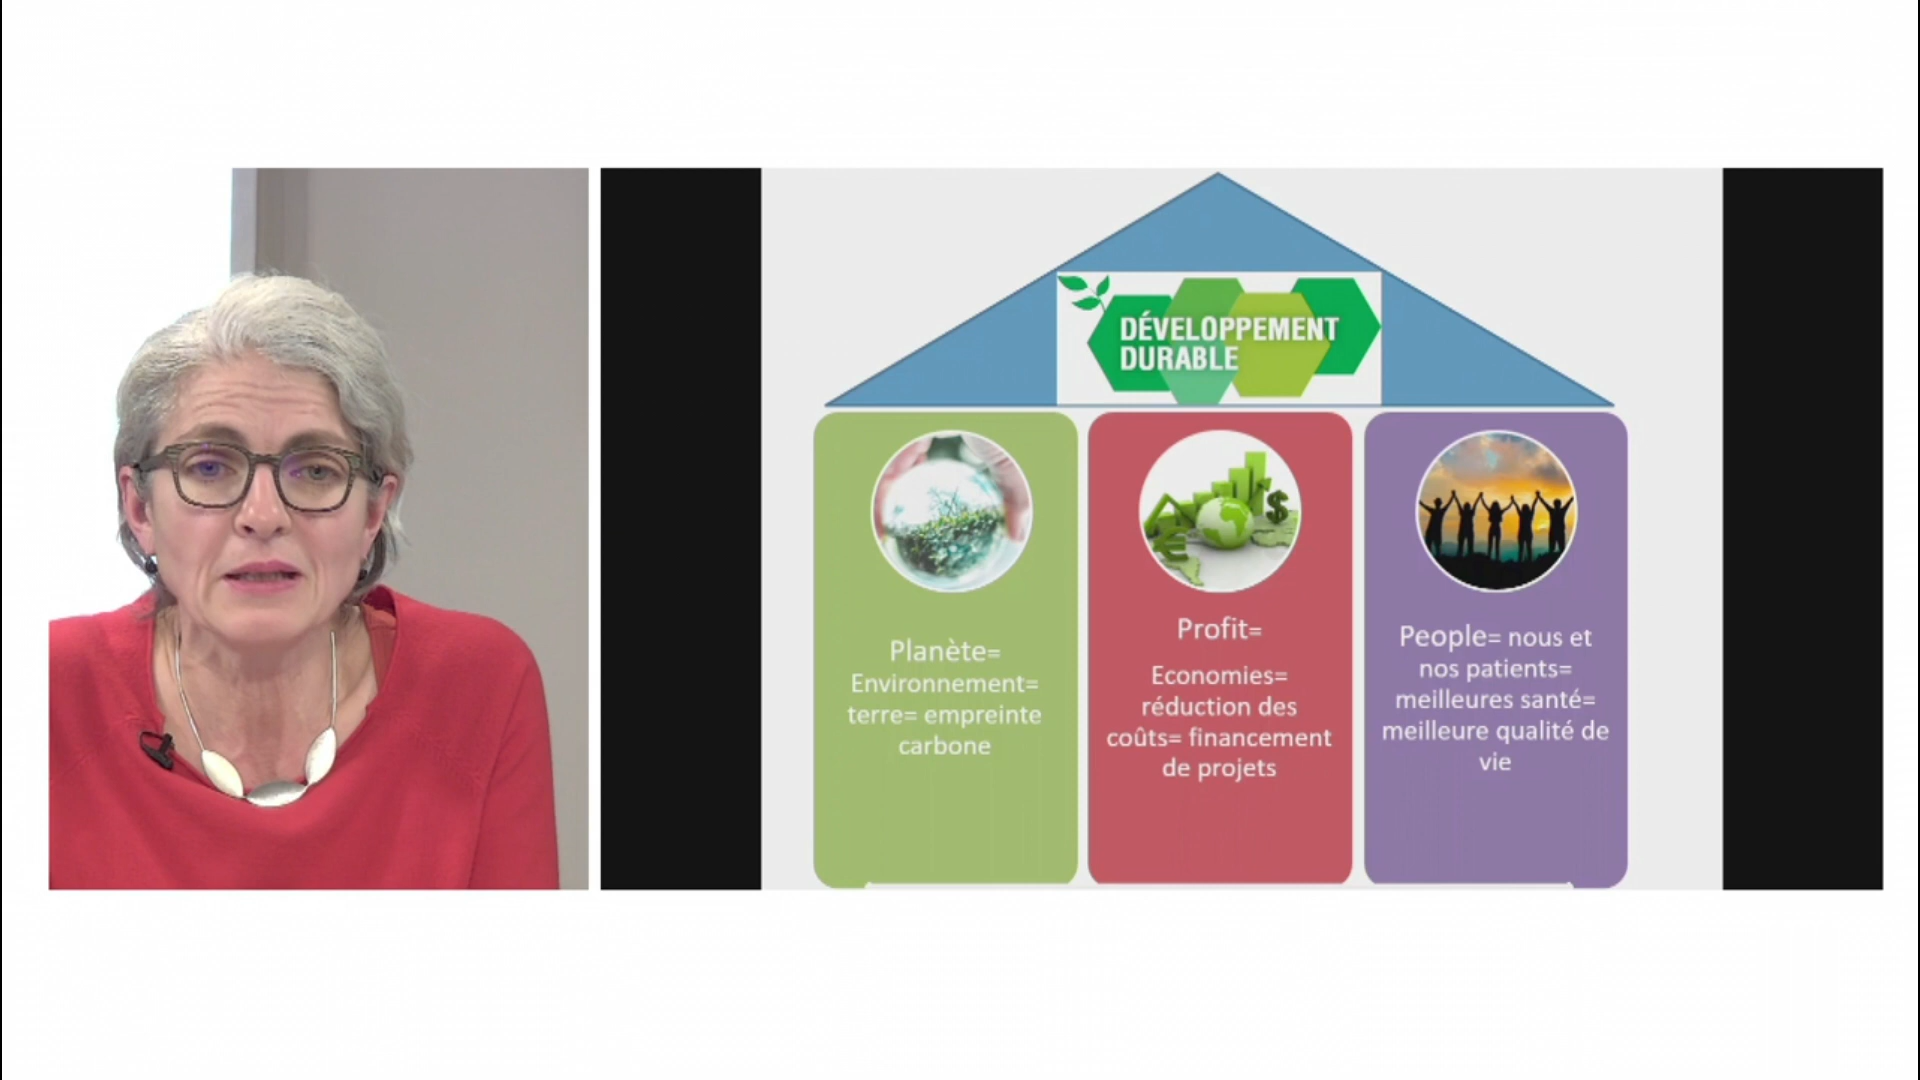 DÉVELOPPEMENT
DURABLE
Planète=
Environnement=
terre= empreinte
carbone
Profit=
Economies=
réduction des
coûts= financement
de projets
People= nous et
nos patients=
meilleures santé=
meilleure qualité de
vie